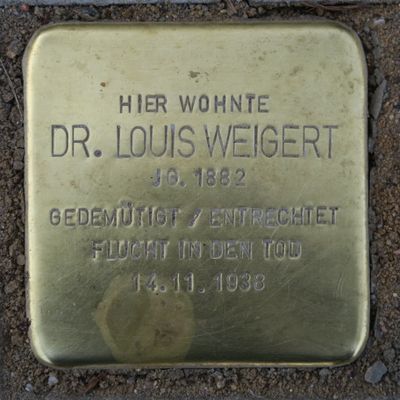 HIER WOHNTE
DR. LOUIS WEIGERT
JG. 1882
GEDEMÜTIGT / ENTRECHTET
FLUCHT IN DEN TOD
14.11.1938